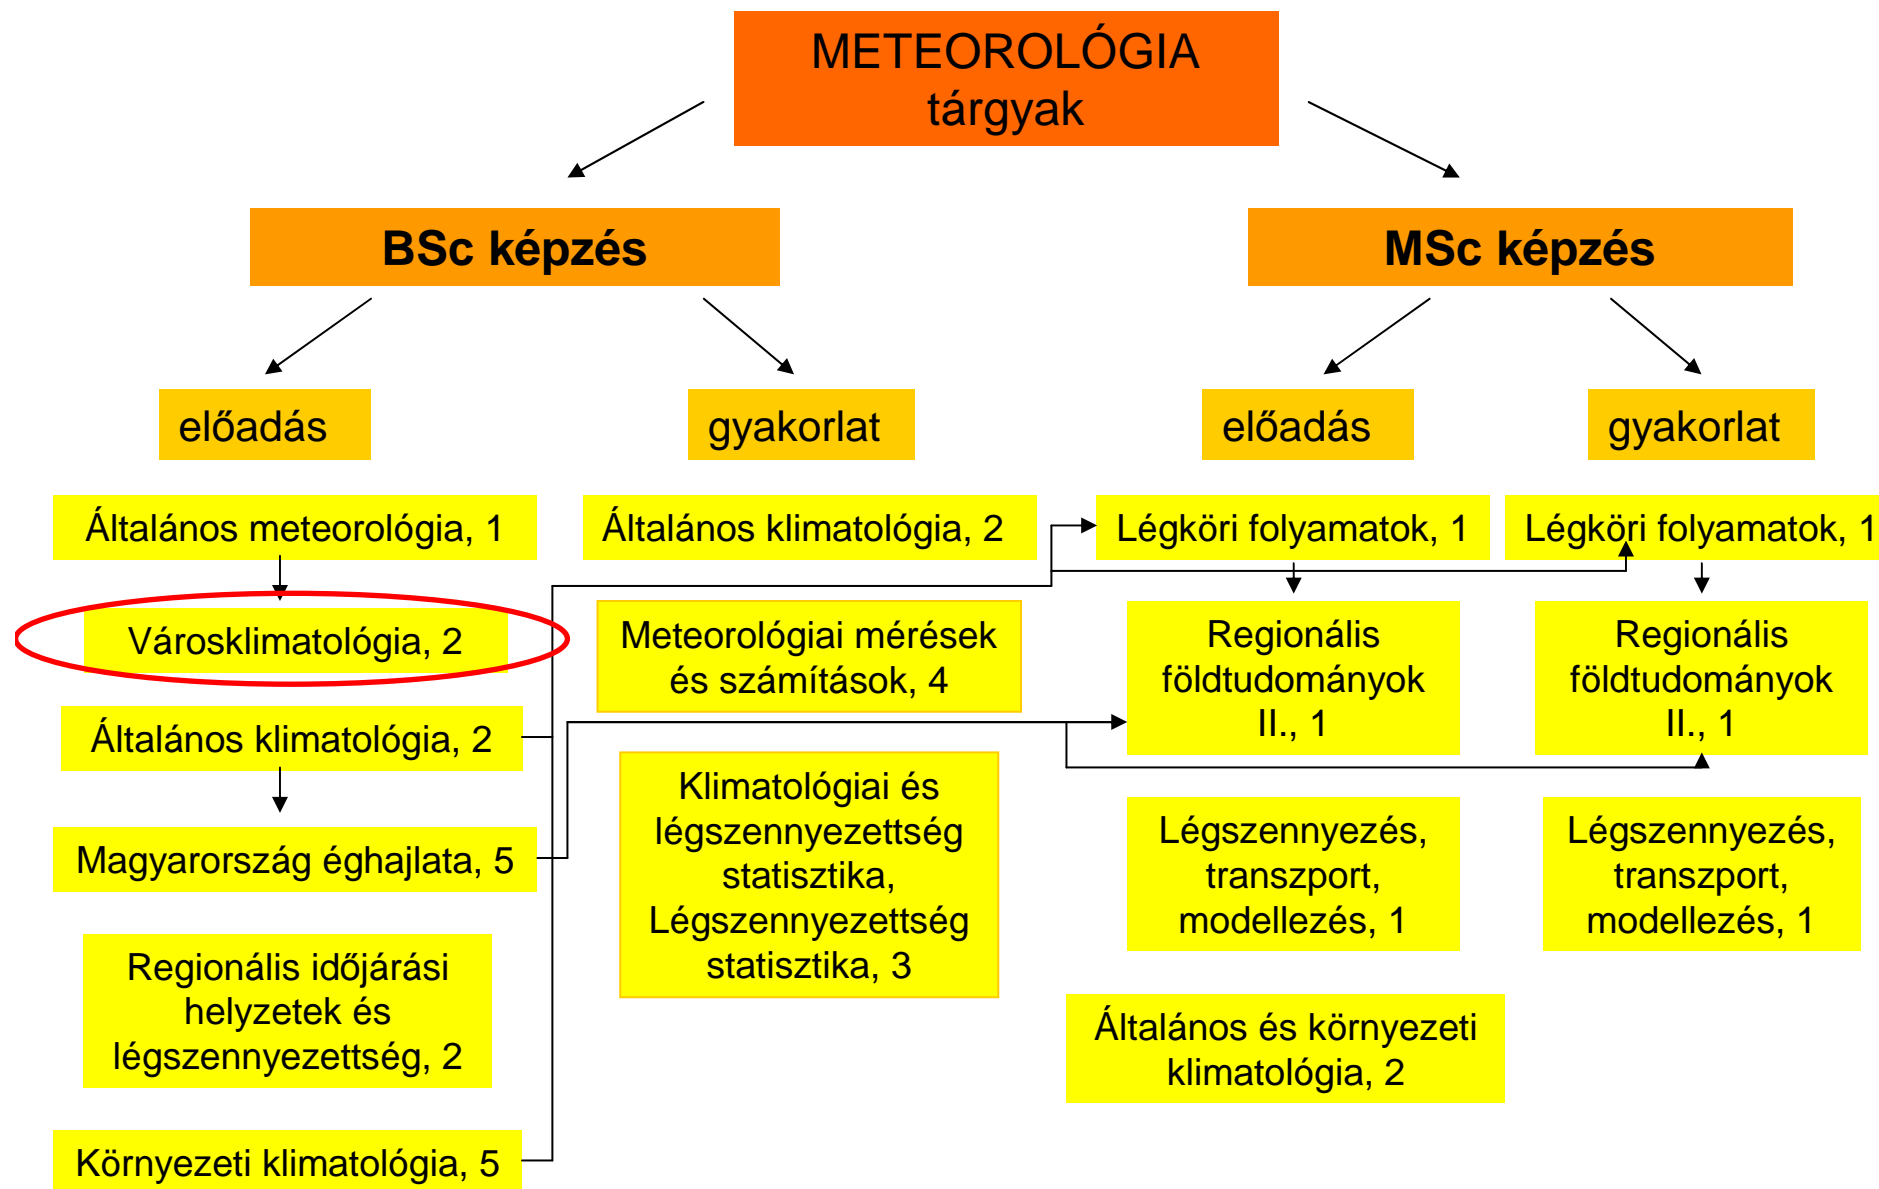 METEOROLÓGIA
tárgyak
BSc képzés
MSc képzés
előadás
gyakorlat
előadás
gyakorlat
Általános meteorológia, 1
Városklimatológia, 2
Általános klimatológia, 2
Magyarország éghajlata, 5
Regionális időjárási
helyzetek és
légszennyezettség, 2
Környezeti klimatológia, 5
Általános klimatológia, 2
Meteorológiai mérések
és számítások, 4
Klimatológiai és
légszennyezettség
statisztika,
Légszennyezettség
statisztika, 3
Légköri folyamatok, 1
Regionális
földtudományok
II., 1
Légszennyezés,
transzport,
modellezés, 1
Általános és környezeti
klimatológia, 2
Légköri folyamatok, 1
Regionális
földtudományok
II., 1
Légszennyezés,
transzport,
modellezés, 1